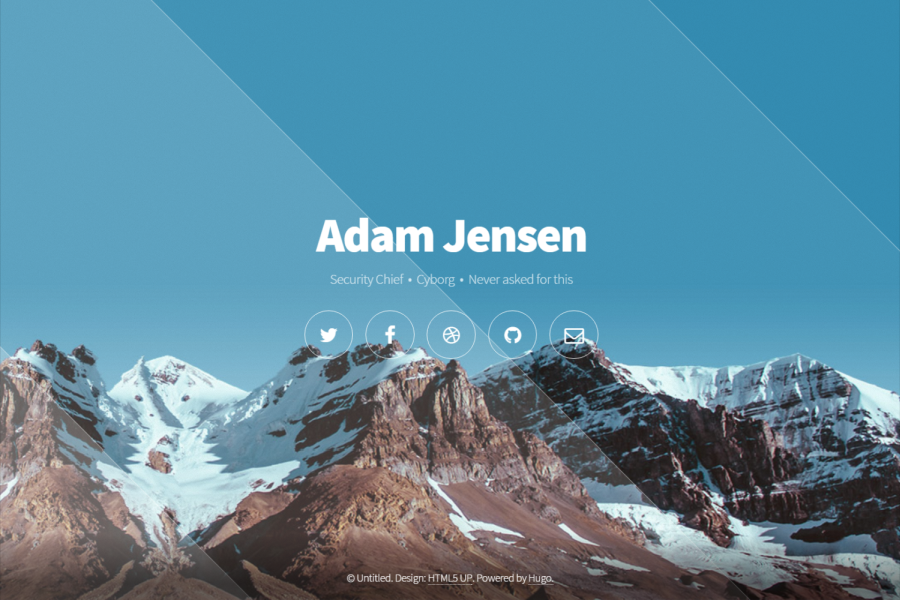 Adam Jensen
Security Chief • Cyborg • Never asked for this
© Untitled. Design: HTML5 UP. Powered by Hugo.